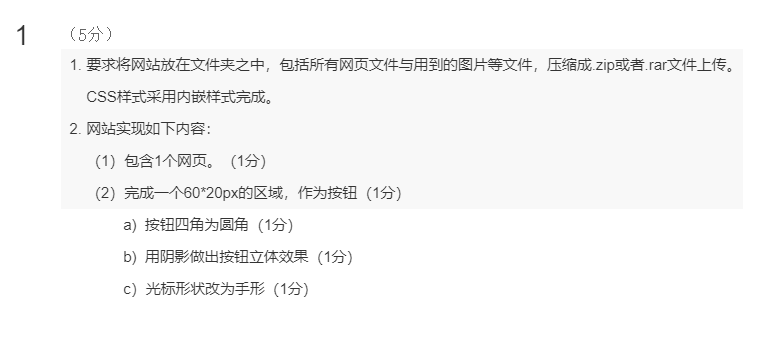 1 （5分）
1. 要求将网站放在文件夹之中，包括所有网页文件与用到的图片等文件，压缩成.zip或者.rar文件上传。
CSS样式采用内嵌样式完成。
2. 网站实现如下内容：
（1）包含1个网页。（1分）
（2）完成一个60*20px的区域，作为按钮（1分）
a) 按钮四角为圆角（1分）
b) 用阴影做出按钮立体效果（1分）
c) 光标形状改为手形（1分）